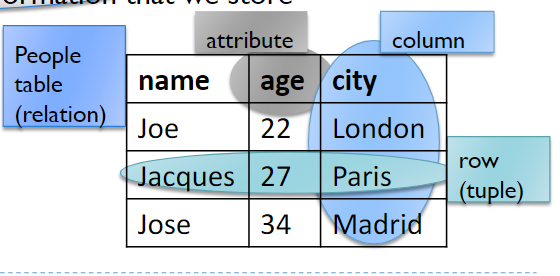 ormation that we store
attribute
column
People
table
(relation)
name age city
Joe 22 London
Jacques 27 Paris
Jose 34 Madrid
row
(tuple)